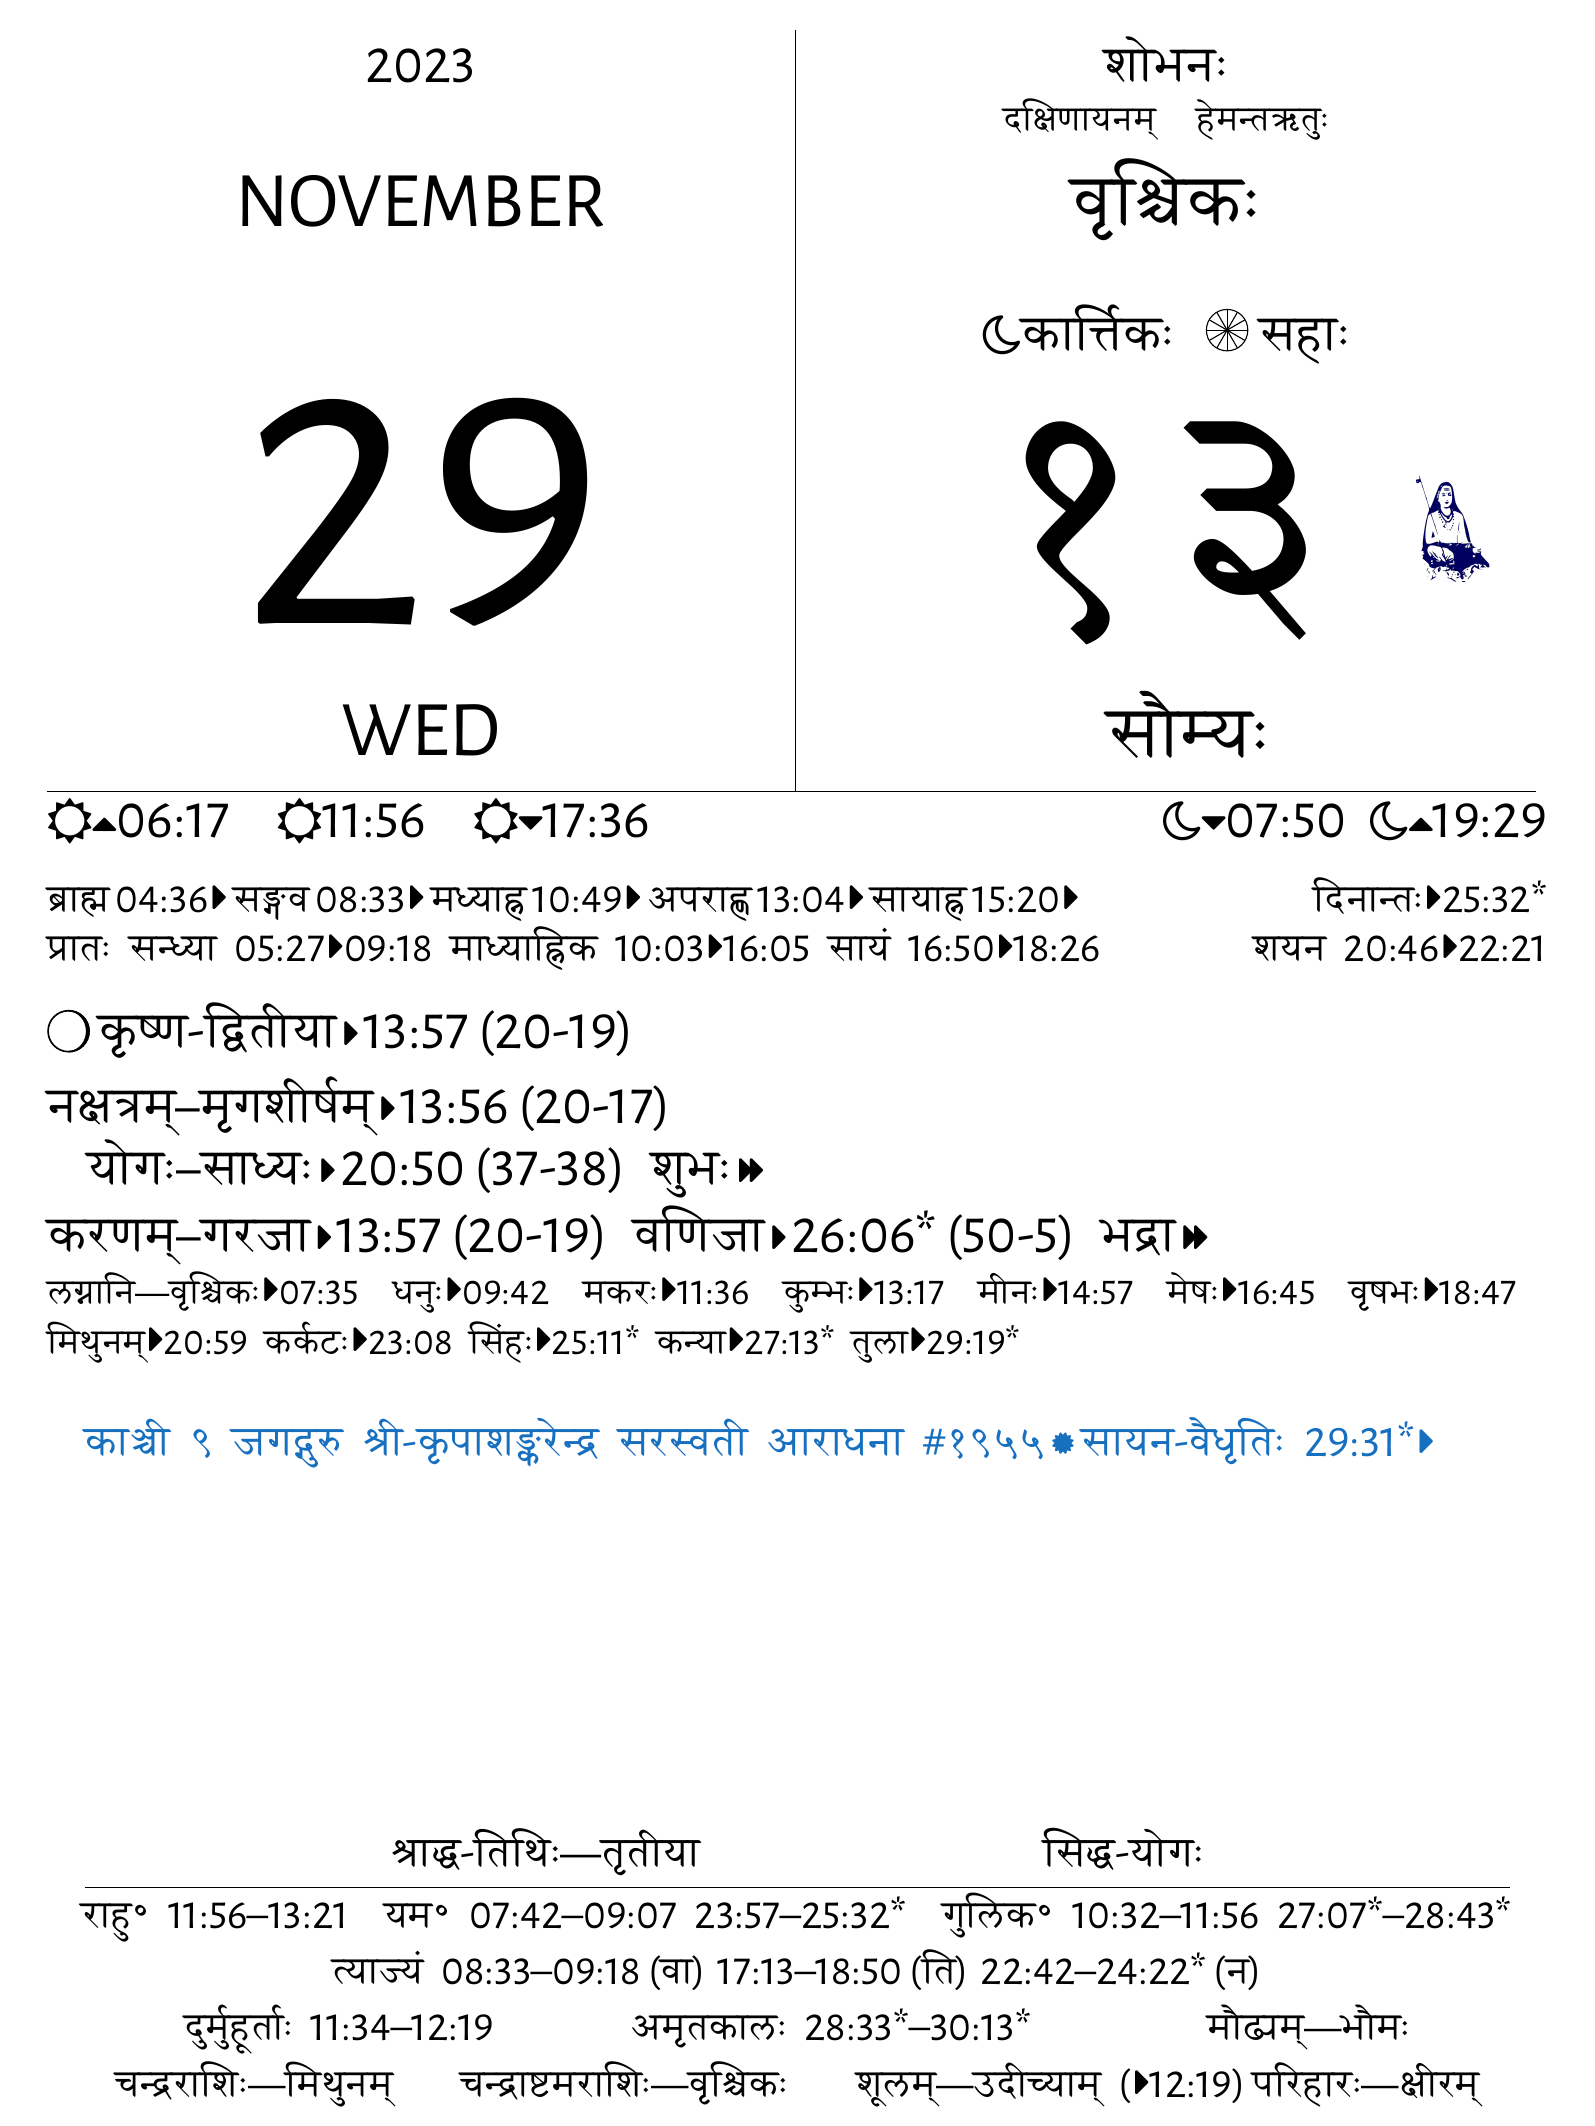 2023
NOVEMBER
29
WED
शोभनः
दक्षिणायनम् हेमन्तऋतुः
वृश्चिकः
कार्त्तिकः सहाः
१३
सौम्यः
06:17 11:56 17:36 07:50 19:29
ब्राह्म 04:36 सङ्गव 08:33 मध्याह्न 10:49 अपराह्ण 13:04 सायाह्न 15:20 दिनान्तः 25:32*
प्रातः सन्ध्या 05:27 09:18 माध्याह्निक 10:03 16:05 सायं 16:50 18:26 शयन 20:46 22:21
कृष्ण-द्वितीया 13:57 (20-19)
नक्षत्रम्–मृगशीर्षम् 13:56 (20-17)
योगः–साध्यः 20:50 (37-38) शुभः
करणम्–गरजा 13:57 (20-19) वणिजा 26:06* (50-5) भद्रा
लग्नानि—वृश्चिकः 07:35 धनुः 09:42 मकरः 11:36 कुम्भः 13:17 मीनः 14:57 मेषः 16:45 वृषभः 18:47
मिथुनम् 20:59 कर्कटः 23:08 सिंहः 25:11* कन्या 27:13* तुला 29:19*
काञ्ची ९ जगद्गुरु श्री-कृपाशङ्करेन्द्र सरस्वती आराधना #१९५५ सायन-वैधृतिः 29:31*
श्राद्ध-तिथिः—तृतीया सिद्ध-योगः
राहु॰ 11:56–13:21 यम॰ 07:42–09:07 23:57–25:32* गुलिक॰ 10:32–11:56 27:07*–28:43*
त्याज्यं 08:33–09:18 (वा) 17:13–18:50 (ति) 22:42–24:22* (न)
दुर्मुहूर्ताः 11:34–12:19 अमृतकालः 28:33*–30:13* मौढ्यम्—भौमः
चन्द्रराशिः—मिथुनम् चन्द्राष्टमराशिः—वृश्चिकः शूलम्—उदीच्याम् (12:19) परिहारः—क्षीरम्